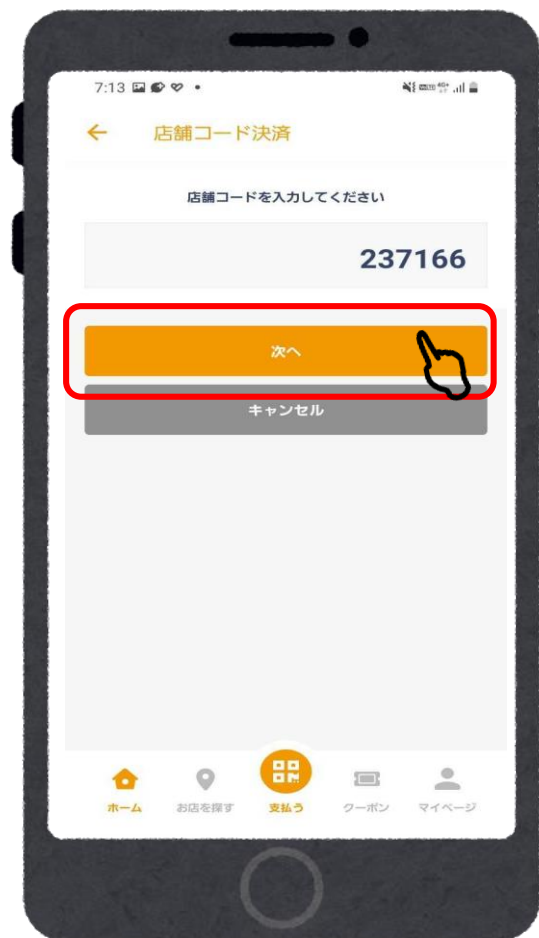 7:13
店舗コード決済
店舗コードを入力してください
237166
次へ
キャンセル
ホーム お店を探す 支払う クーポン マイページ